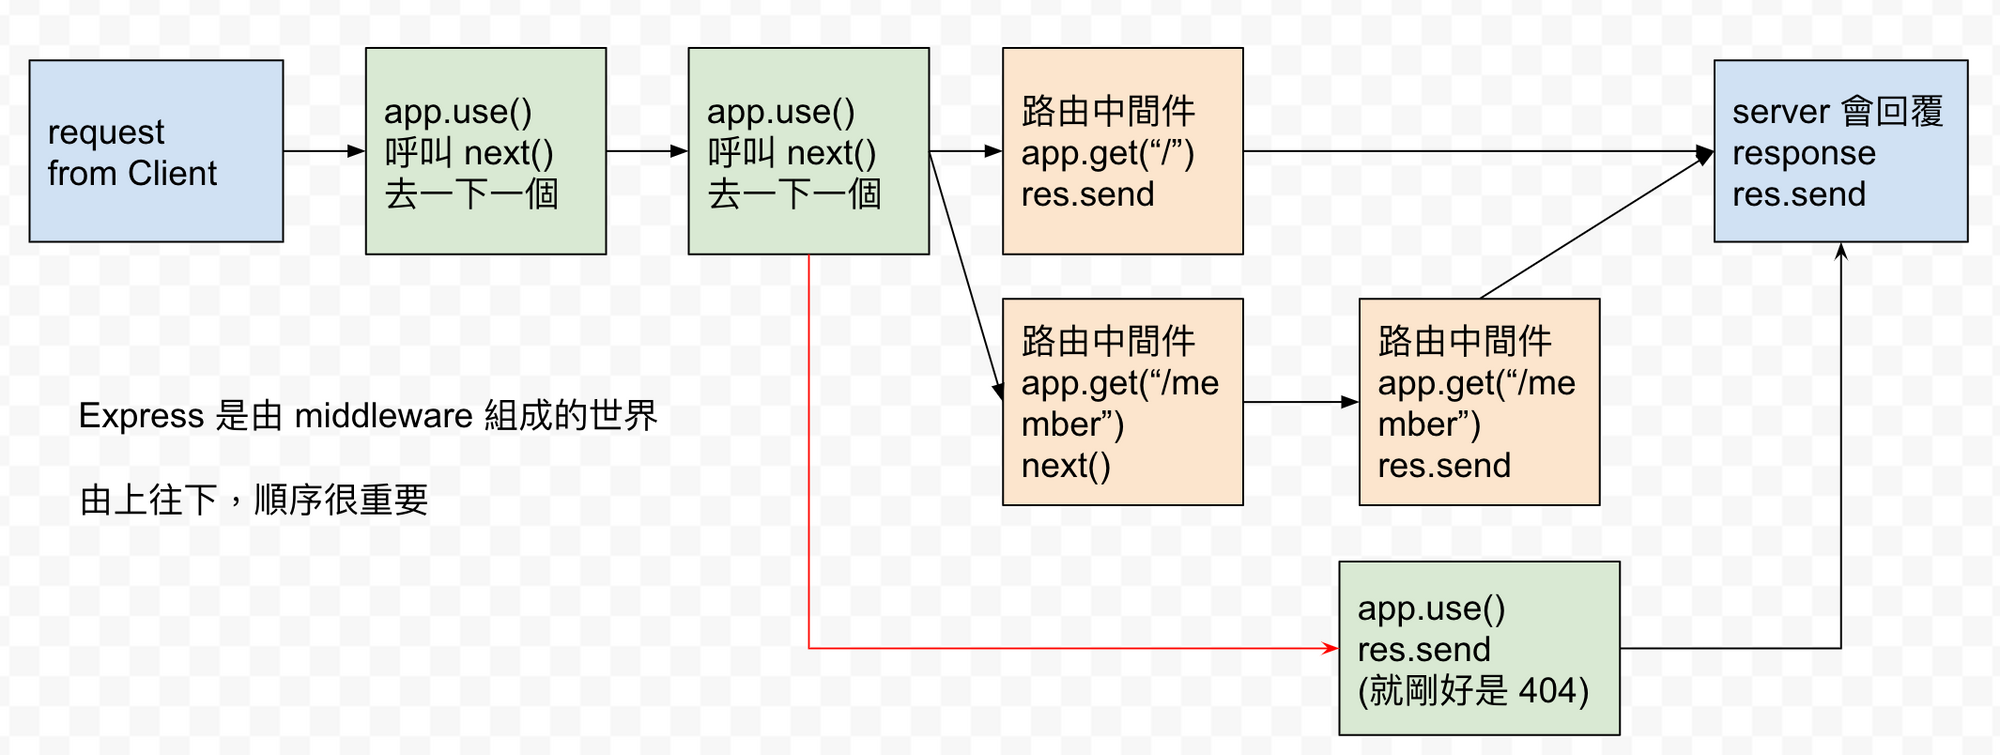 request
from Client
app.use()
呼叫 next()
去一下一個
app.use()
呼叫 next()
去一下一個
路由中間件
app.get(“/”)
res.send
server 會回覆
response
res.send
路由中間件
app.get(“/me
mber”)
next()
路由中間件
app.get(“/me
mber”)
res.send
Express 是由 middleware 組成的世界
由上往下，順序很重要
app.use()
res.send
(就剛好是 404)